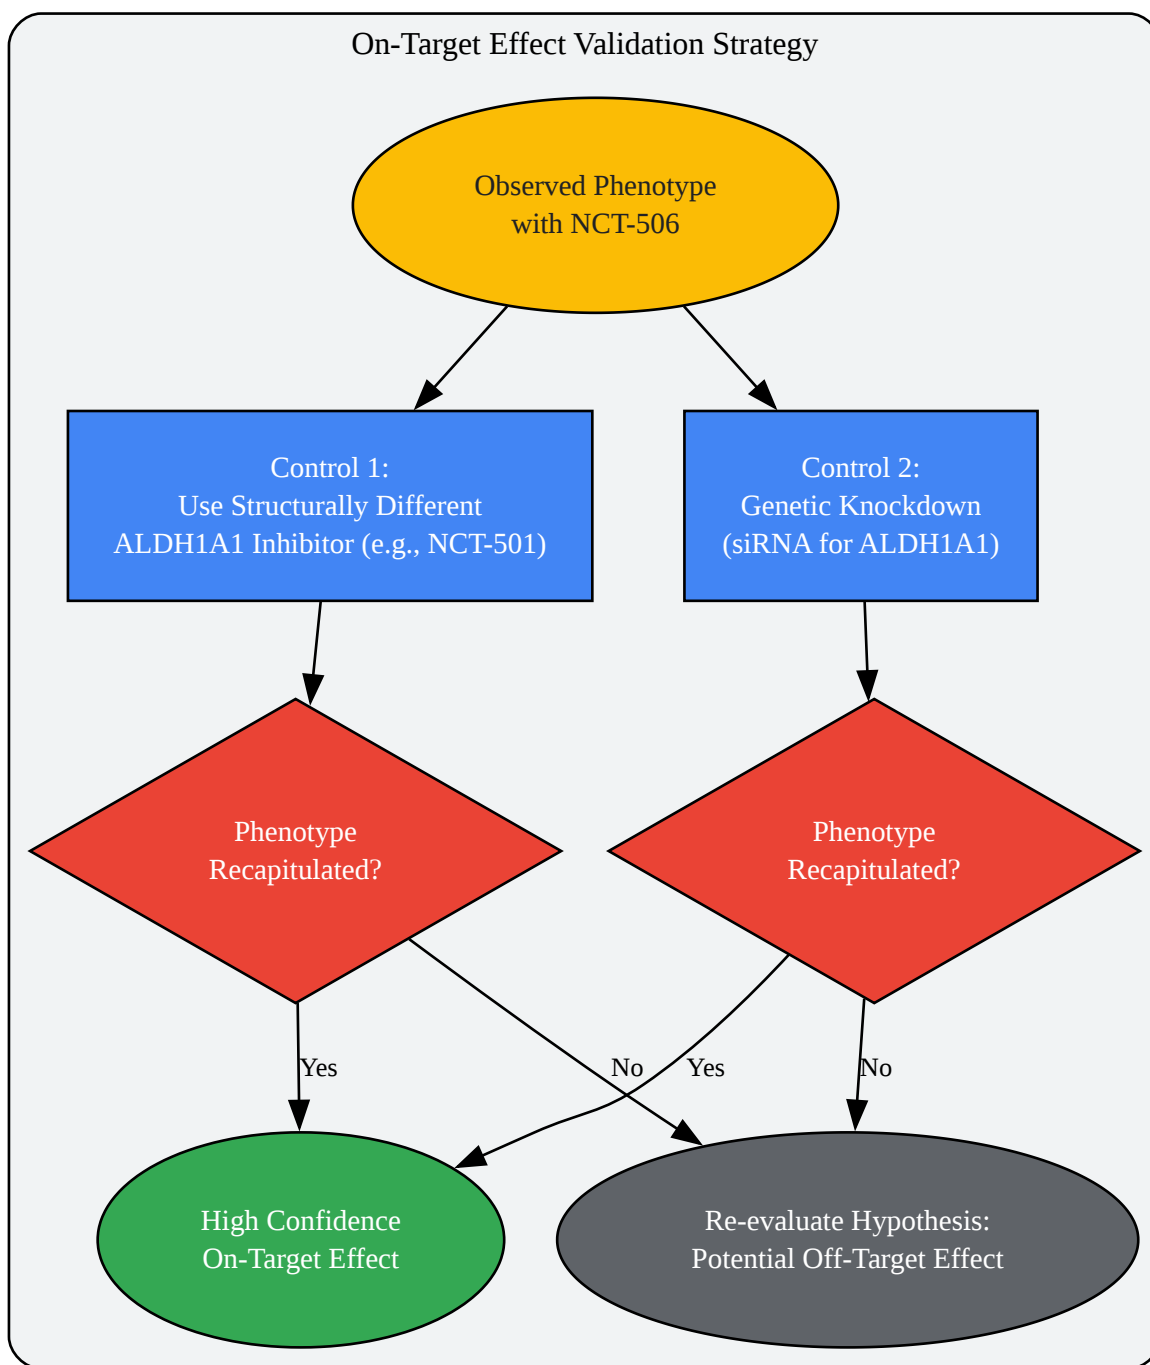 On-Target Effect Validation Strategy
Observed Phenotype
with NCT-506
Control 1:
Use Structurally Different
ALDH1A1 Inhibitor (e.g., NCT-501)
Control 2:
Genetic Knockdown
(siRNA for ALDH1A1)
Phenotype
Recapitulated?
Phenotype
Recapitulated?
Yes
No
Yes
No
High Confidence
On-Target Effect
Re-evaluate Hypothesis:
Potential Off-Target Effect